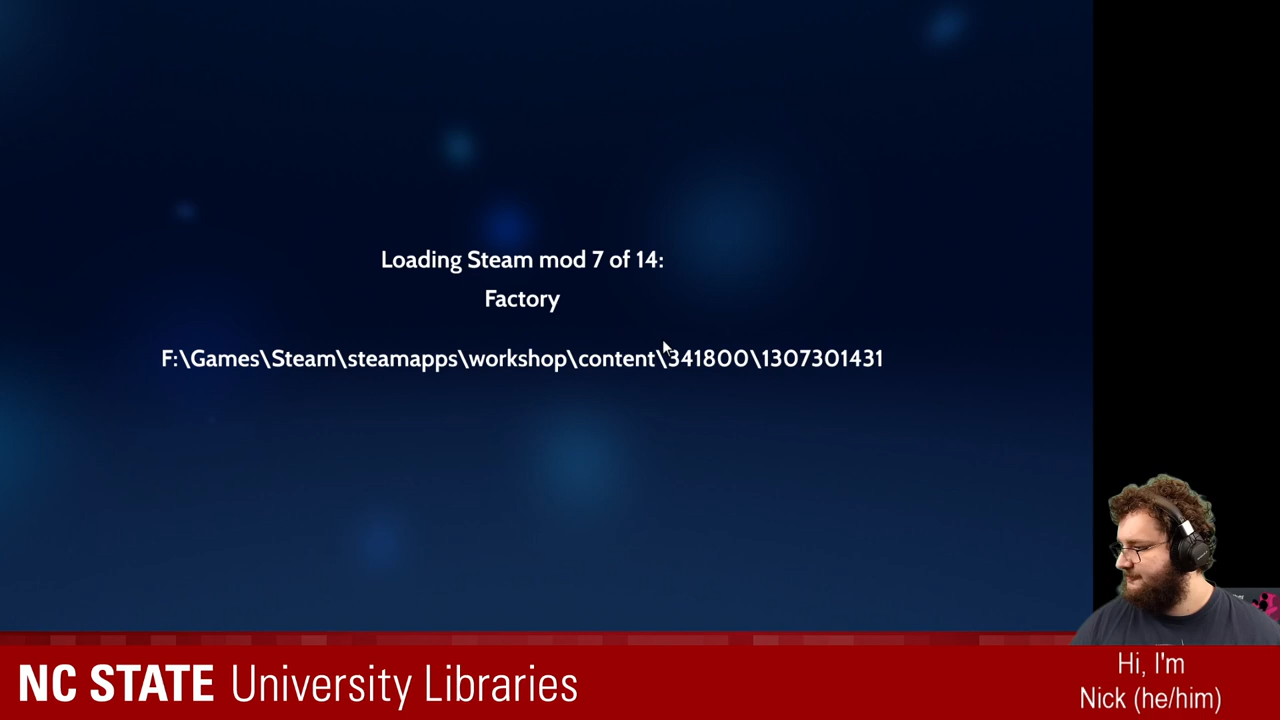 Loading Steam mod 7 of 14:
Factory
F:\Games\Steam\steamapps\workshop\content\341800\1307301431
NC STATE University Libraries
Hi, I'm
Nick (he/him)